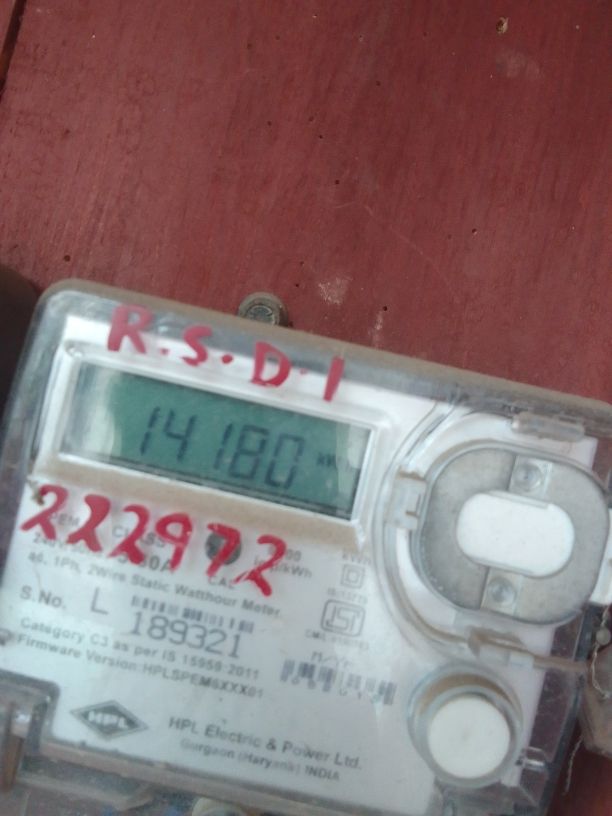 R.S.D.1
14180
222972
ac, 1Ph, 2Wire Static Watthour Meter
S.No. L 189321
Category C3 as per IS 15959:2011
Firmware Version:HPLSPEM6XXX01
HPL
HPL Electric & Power Ltd.
Gurgaon (Haryana) INDIA